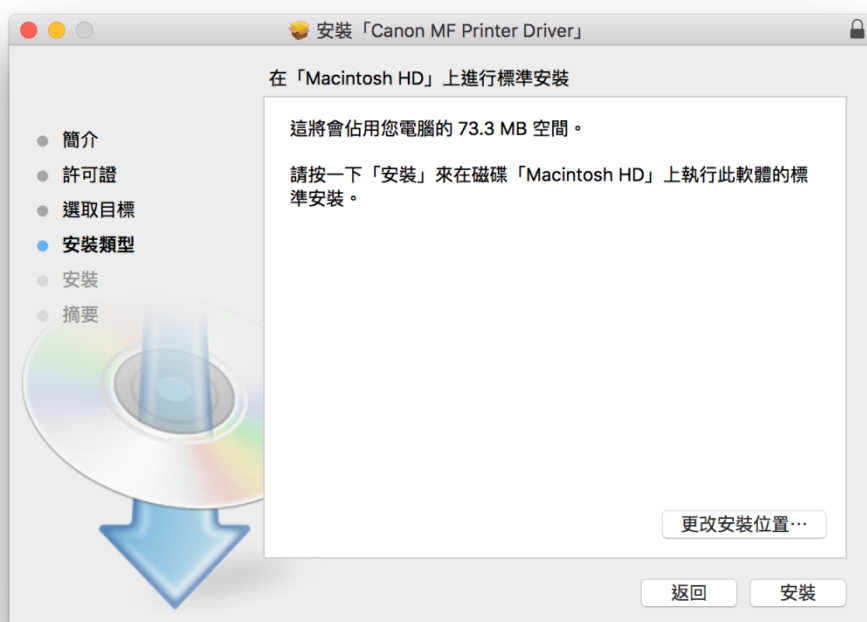 安裝「Canon MF Printer Driver」
在「Macintosh HD」上進行標準安裝
簡介
許可證
選取目標
安裝類型
安裝
摘要
這將會佔用您電腦的 73.3 MB 空間。
請按一下「安裝」來在磁碟「Macintosh HD」上執行此軟體的標
準安裝。
更改安裝位置⋯
返回
安裝